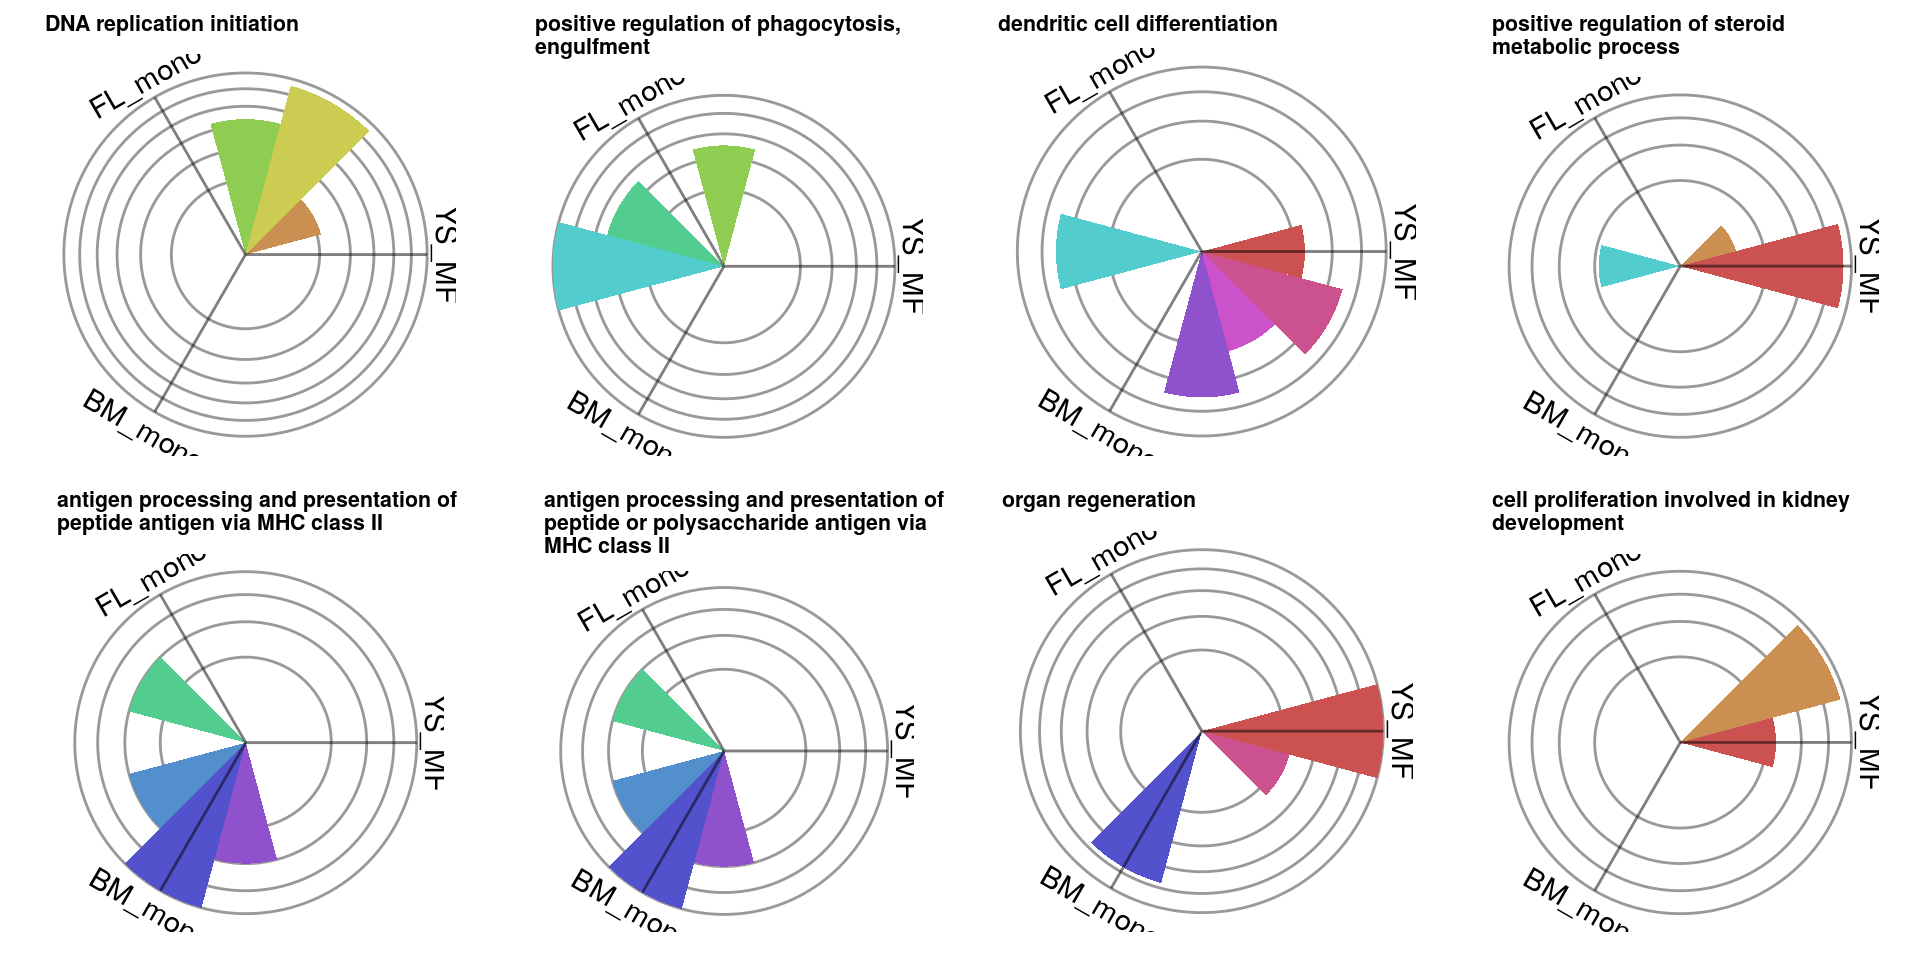 DNA replication initiation
FL_mono
YS_MF
BM_mono
positive regulation of phagocytosis,
engulfment
FL_mono
YS_MF
BM_mon
dendritic cell differentiation
FL_mono
YS_MF
BM_mono
positive regulation of steroid
metabolic process
FL_mono
YS_MF
BM_mon
antigen processing and presentation of
peptide antigen via MHC class II
FL_mono
YS_MF
BM_mon
antigen processing and presentation of
peptide or polysaccharide antigen via
MHC class II
FL_mono
YS_MF
BM_mon
organ regeneration
FL_mono
YS_MF
BM_mono
cell proliferation involved in kidney
development
FL_mono
YS_MF
BM_mon